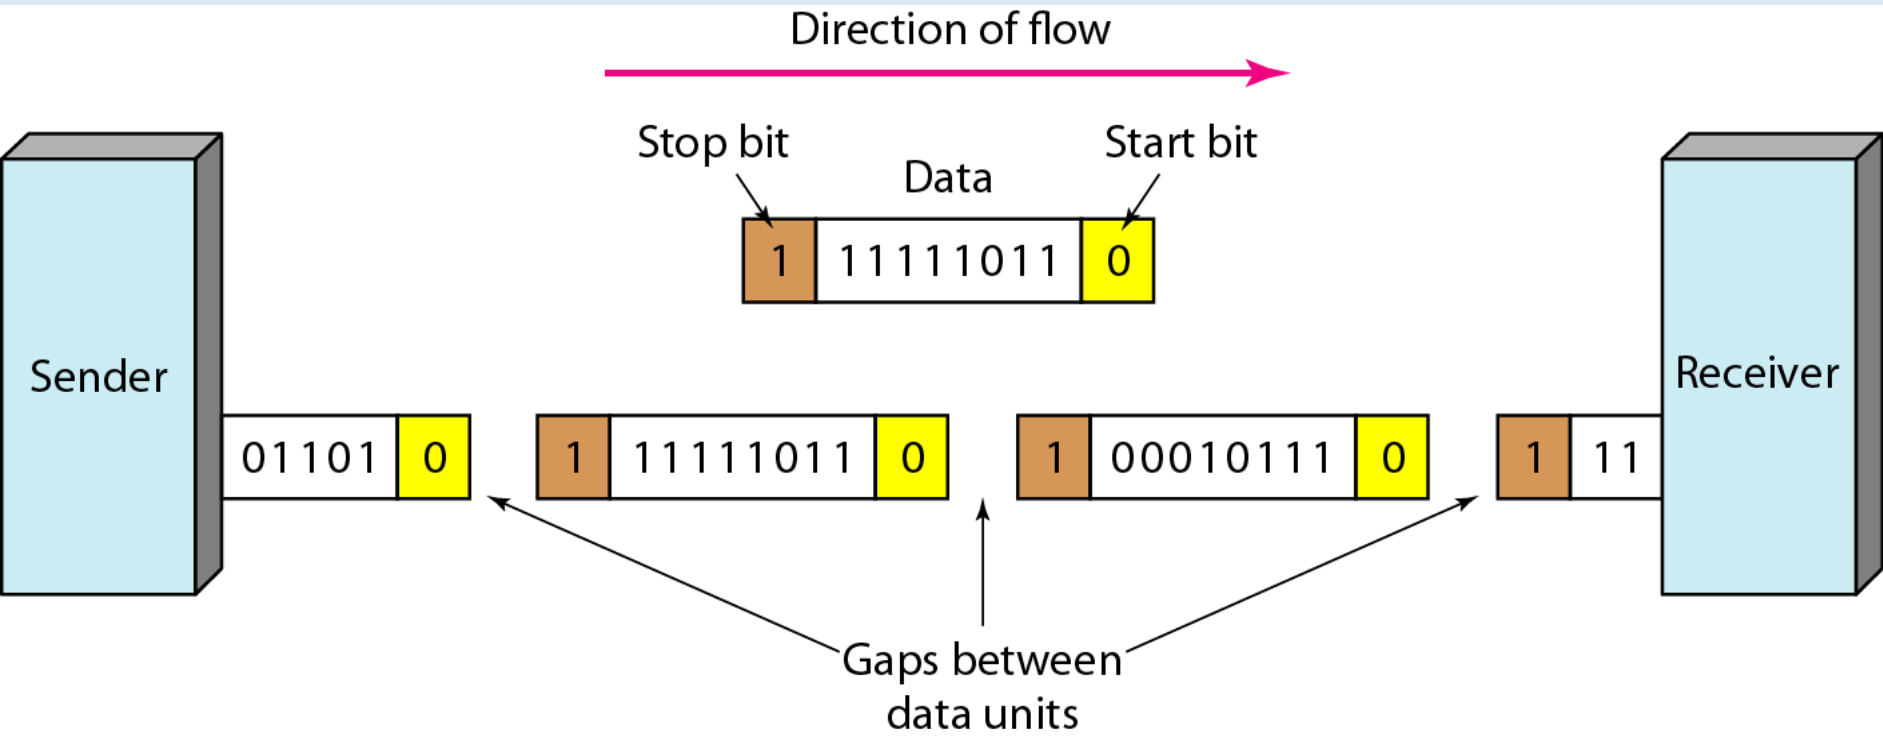 Direction of flow
Stop bit
Start bit
Data
1 11111011 0
Sender
Receiver
01101 0
1 11111011 0
1 00010111 0
1 11
Gaps between
data units